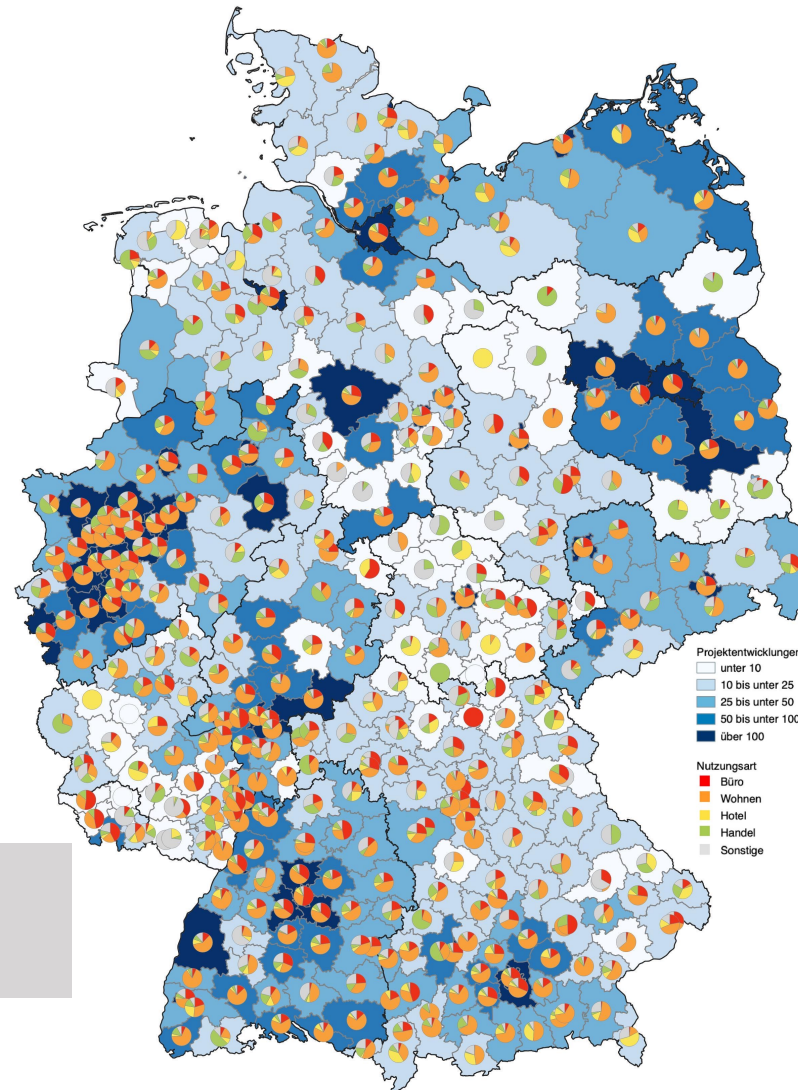 Projektentwicklungen
unter 10
10 bis unter 25
25 bis unter 50
50 bis unter 100
über 100
Nutzungsart
Büro
Wohnen
Hotel
Handel
Sonstige